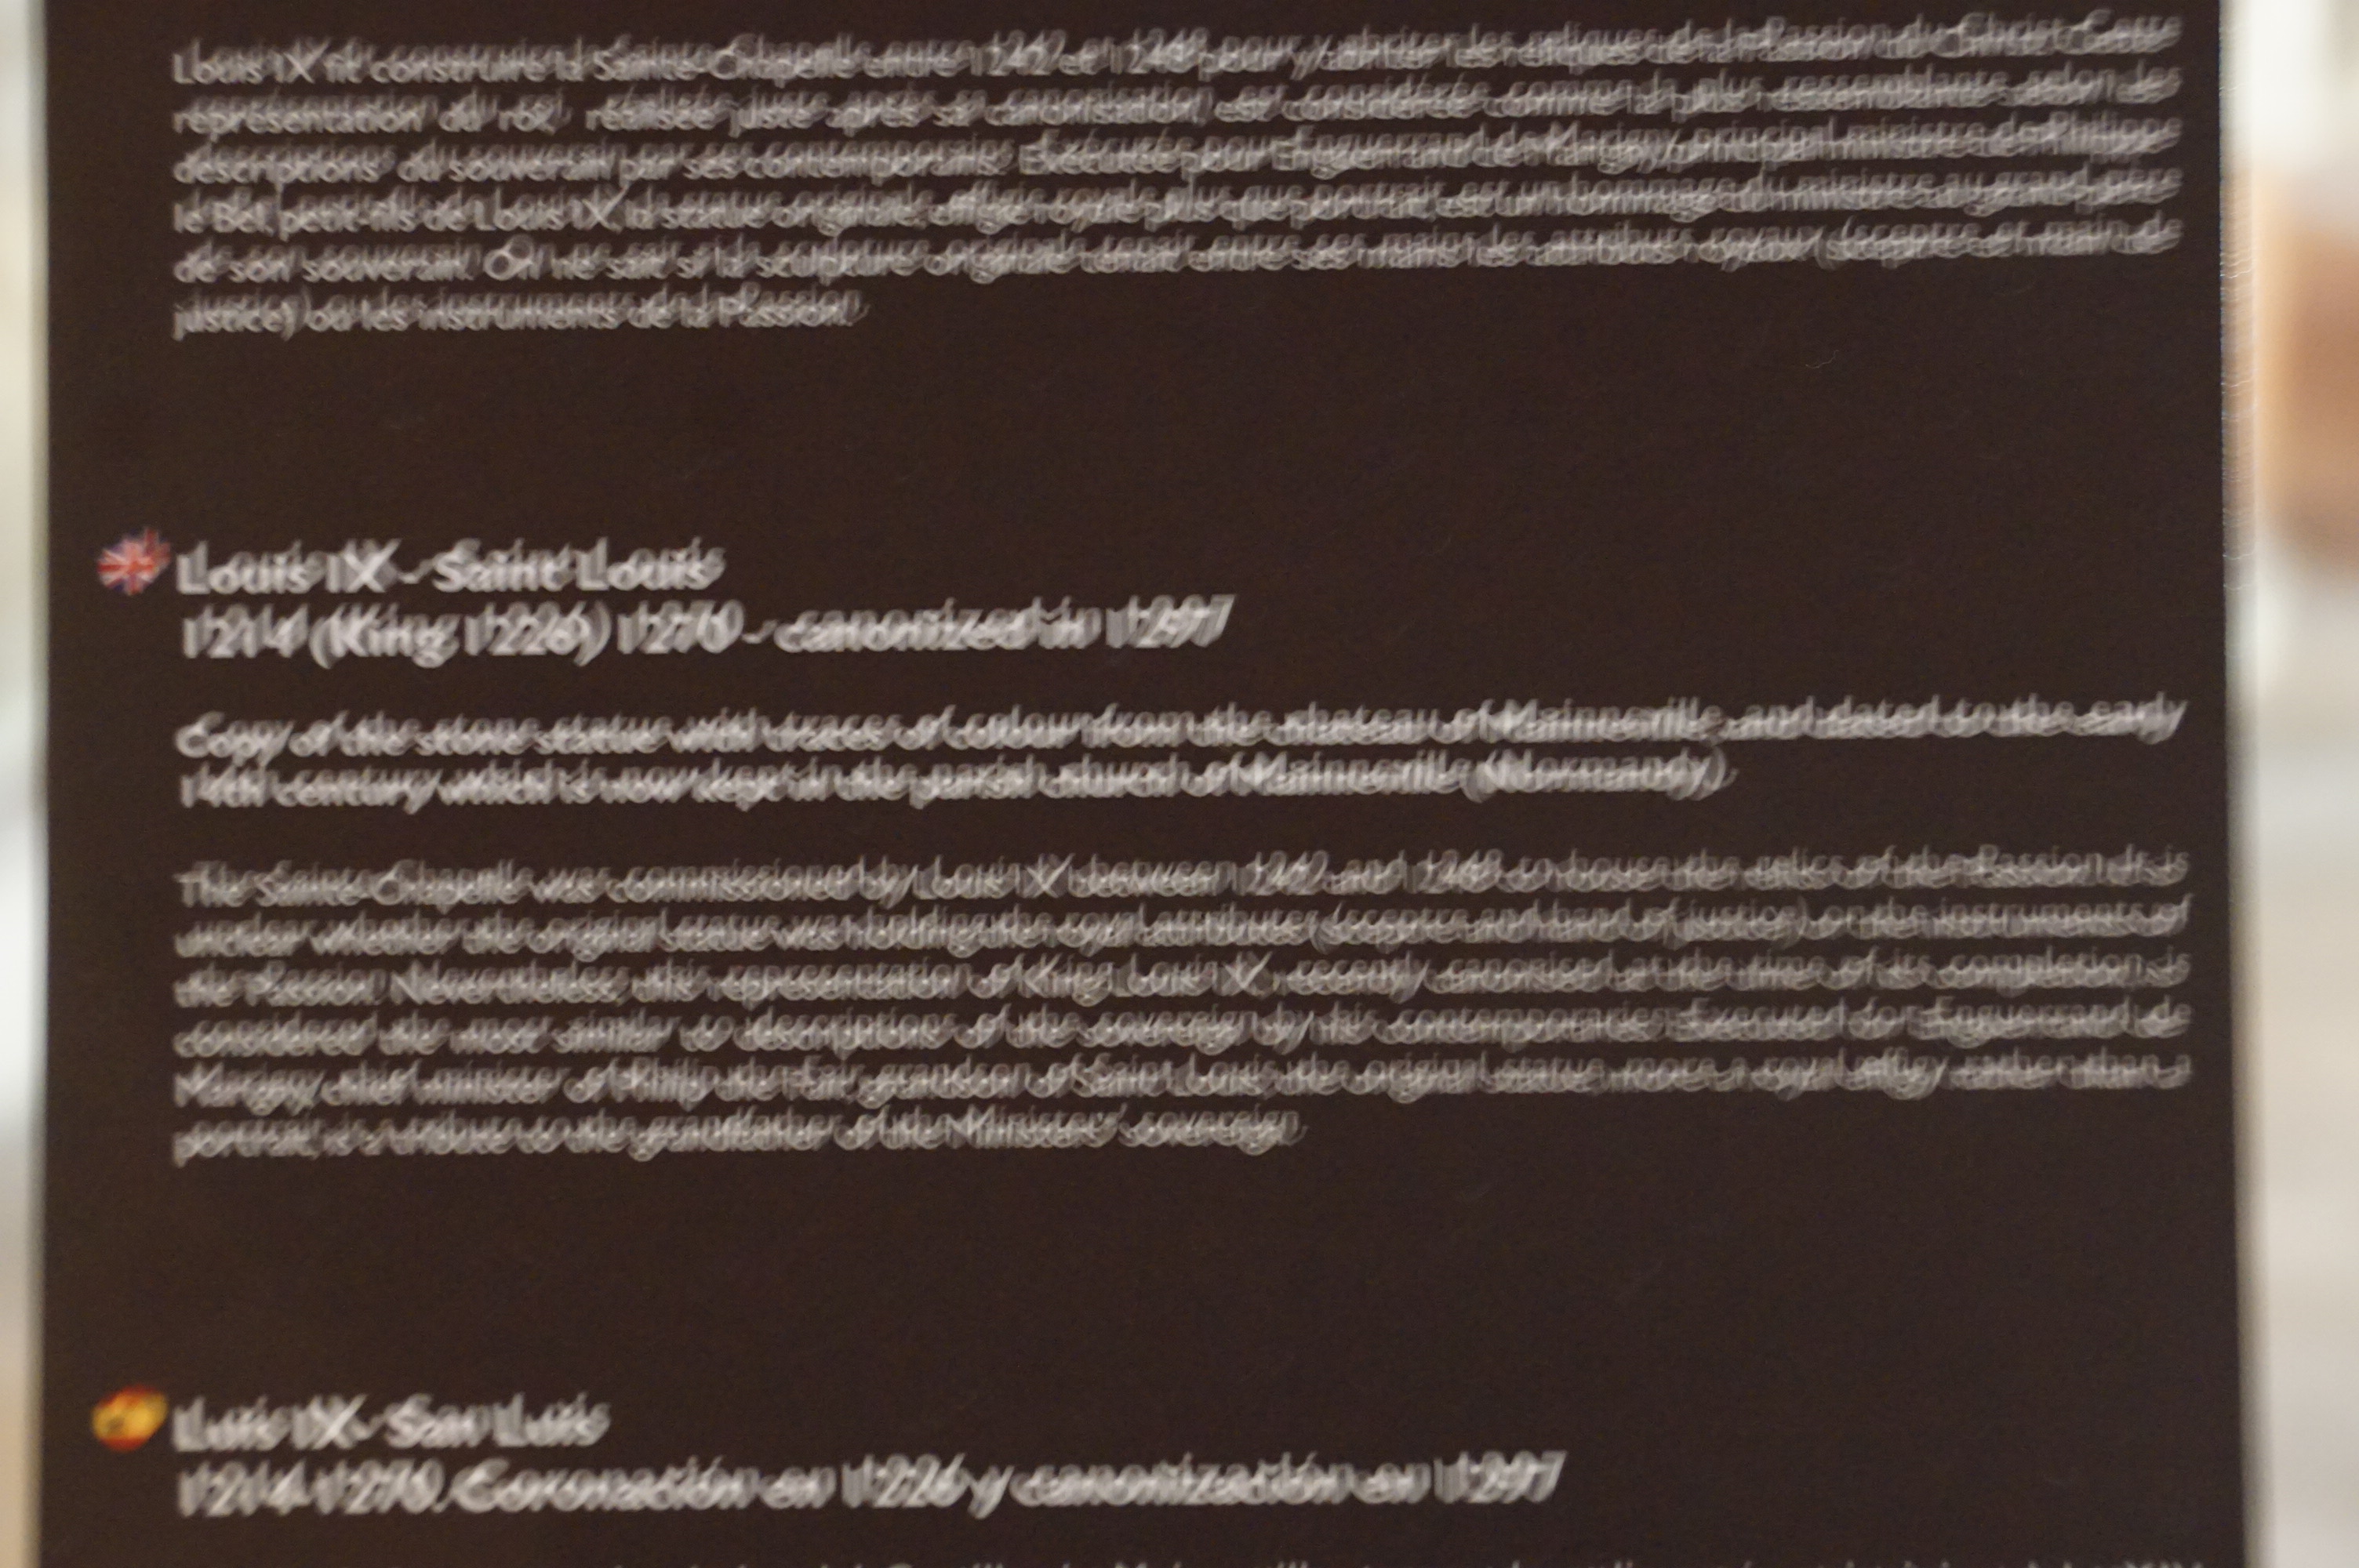 Louis IX fit construire la Sainte-Chapelle entre 1242 et 1248 pour y abriter les reliques de la Passion du Christ. Cette
représentation du roi, réalisée juste après sa canonisation, est considérée comme la plus ressemblante selon les
descriptions du souverain par ses contemporains. Exécutée pour Enguerrand de Marigny, principal ministre de Philippe
le Bel, petit-fils de Louis IX, la statue originale, effigie royale plus que portrait, est un hommage du ministre au grand-père
de son souverain. On ne sait si la sculpture originale tenait entre ses mains les attributs royaux (sceptre et main de
justice) ou les instruments de la Passion.
Louis IX - Saint Louis
1214 (King 1226) 1270 - canonized in 1297
Copy of the stone statue with traces of colour from the chateau of Mainneville, and dated to the early
14th century which is now kept in the parish church of Mainneville (Normandy).
The Sainte-Chapelle was commissioned by Louis IX between 1242 and 1248 to house the relics of the Passion. It is
unclear whether the original statue was holding the royal attributes (sceptre and hand of justice) or the instruments of
the Passion. Nevertheless, this representation of King Louis IX, recently canonised at the time of its completion, is
considered the most similar to descriptions of the sovereign by his contemporaries. Executed for Enguerrand de
Marigny, chief minister of Philip the Fair, grandson of Saint Louis, the original statue, more a royal effigy rather than a
portrait, is a tribute to the grandfather of the Ministers' sovereign.
Luis IX - San Luis
1214-1270. Coronación en 1226 y canonización en 1297